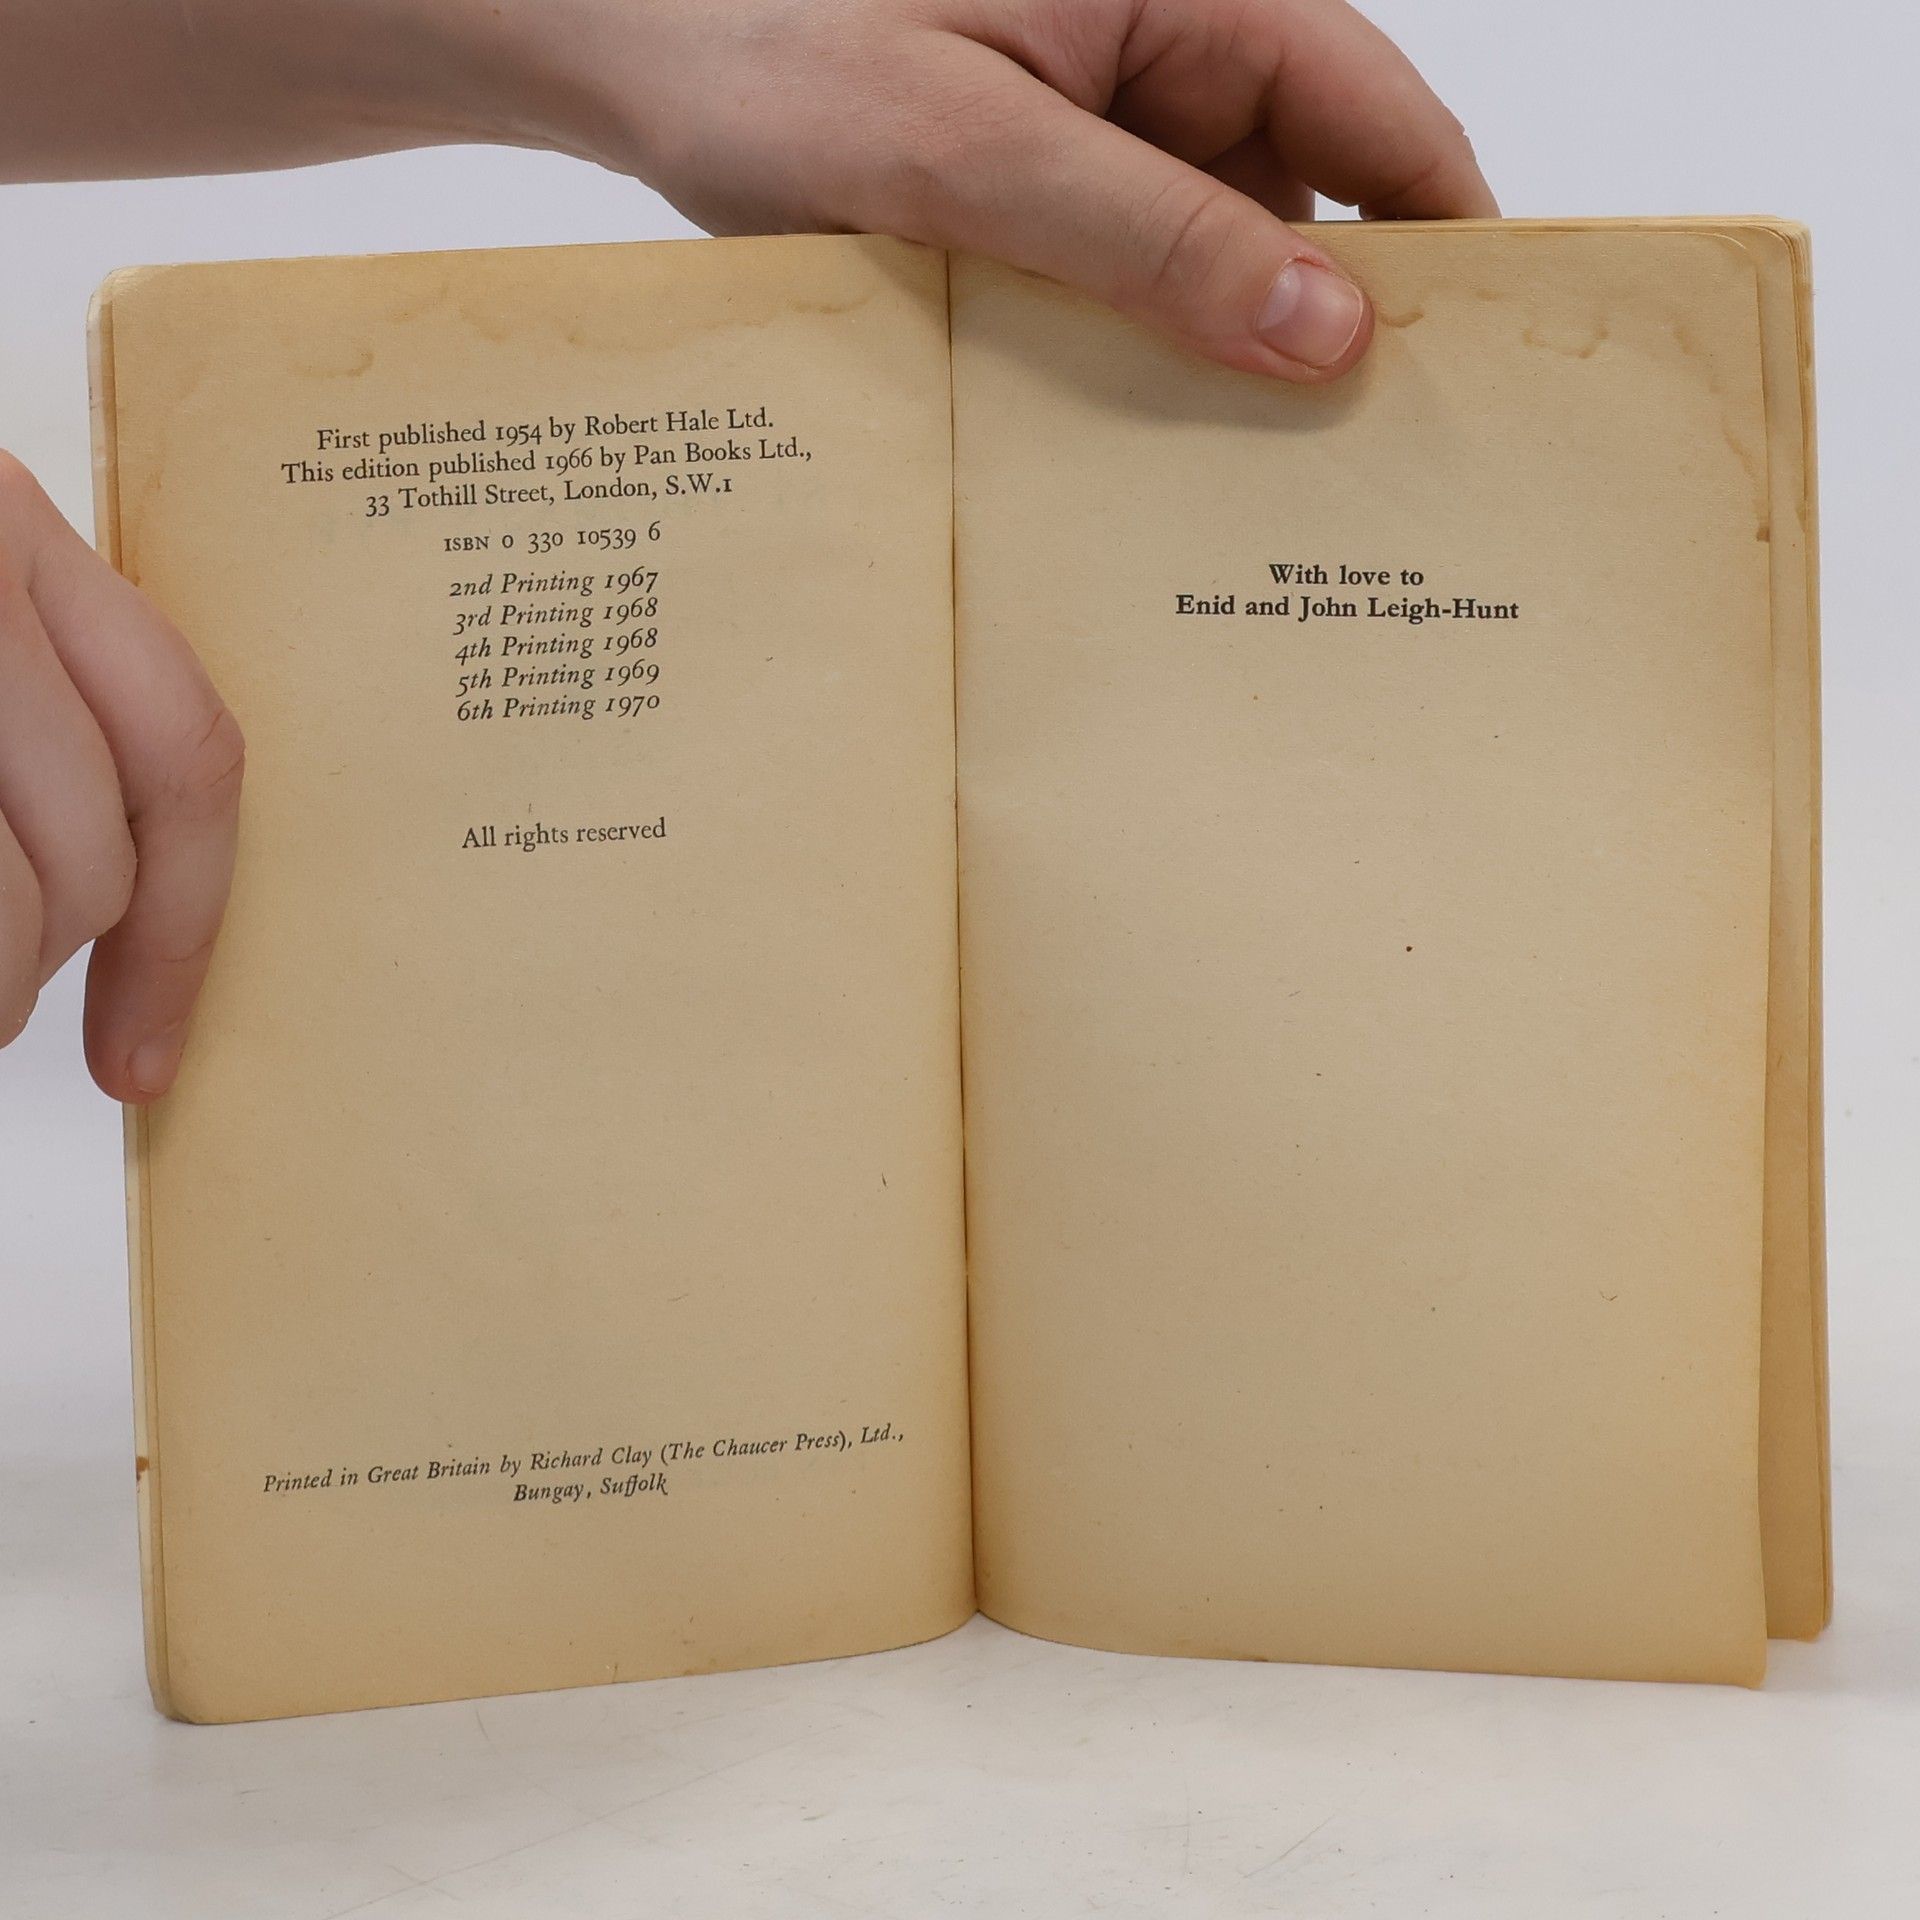 First published 1954 by Robert Hale Ltd.
This edition published 1966 by Pan Books Ltd.,
33 Tothill Street, London, S.W.1
ISBN 0 330 10539 6
2nd Printing 1967
3rd Printing 1968
4th Printing 1968
5th Printing 1969
6th Printing 1970
All rights reserved
Printed in Great Britain by Richard Clay (The Chaucer Press), Ltd.,
Bungay, Suffolk
With love to
Enid and John Leigh-Hunt